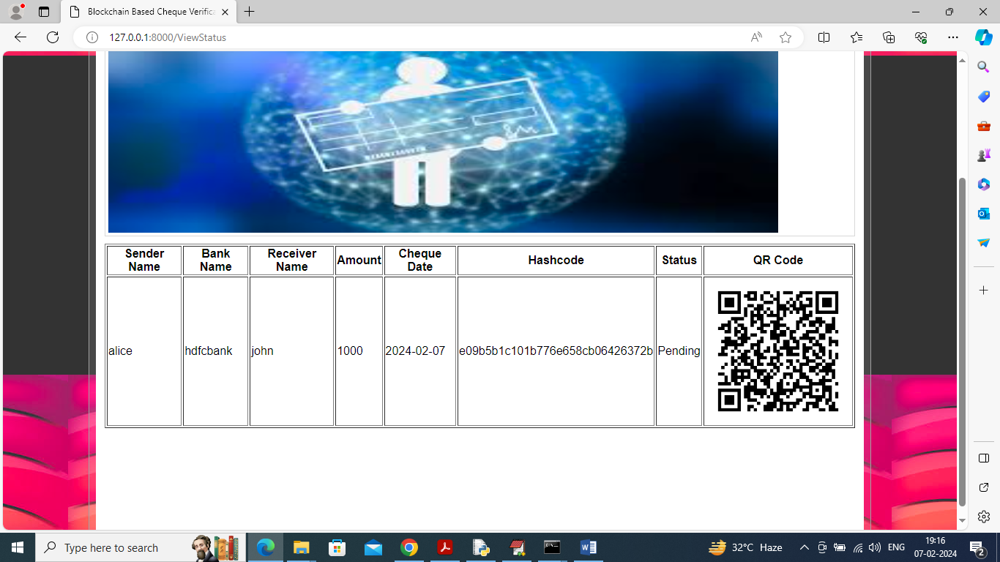 Blockchain Based Cheque Verifica
127.0.0.1:8000/ViewStatus
Sender Name
Bank Name
Receiver Name
Amount
Cheque Date
Hashcode
Status
QR Code
alice
hdfcbank
john
1000
2024-02-07
e09b5b1c101b776e658cb06426372b
Pending
Type here to search
32°C Haze
ENG
19:16
07-02-2024
2